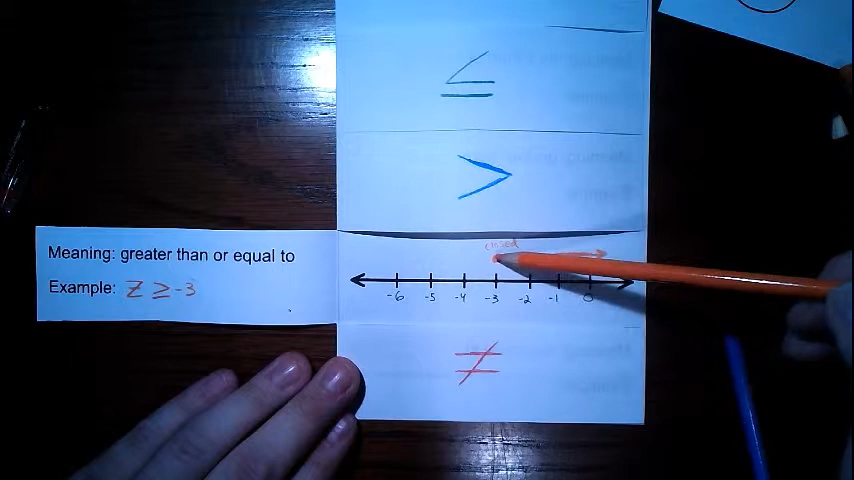 ≤
>
closed
Meaning: greater than or equal to
Example: z ≥ -3
-6 -5 -4 -3 -2 -1 0
≠